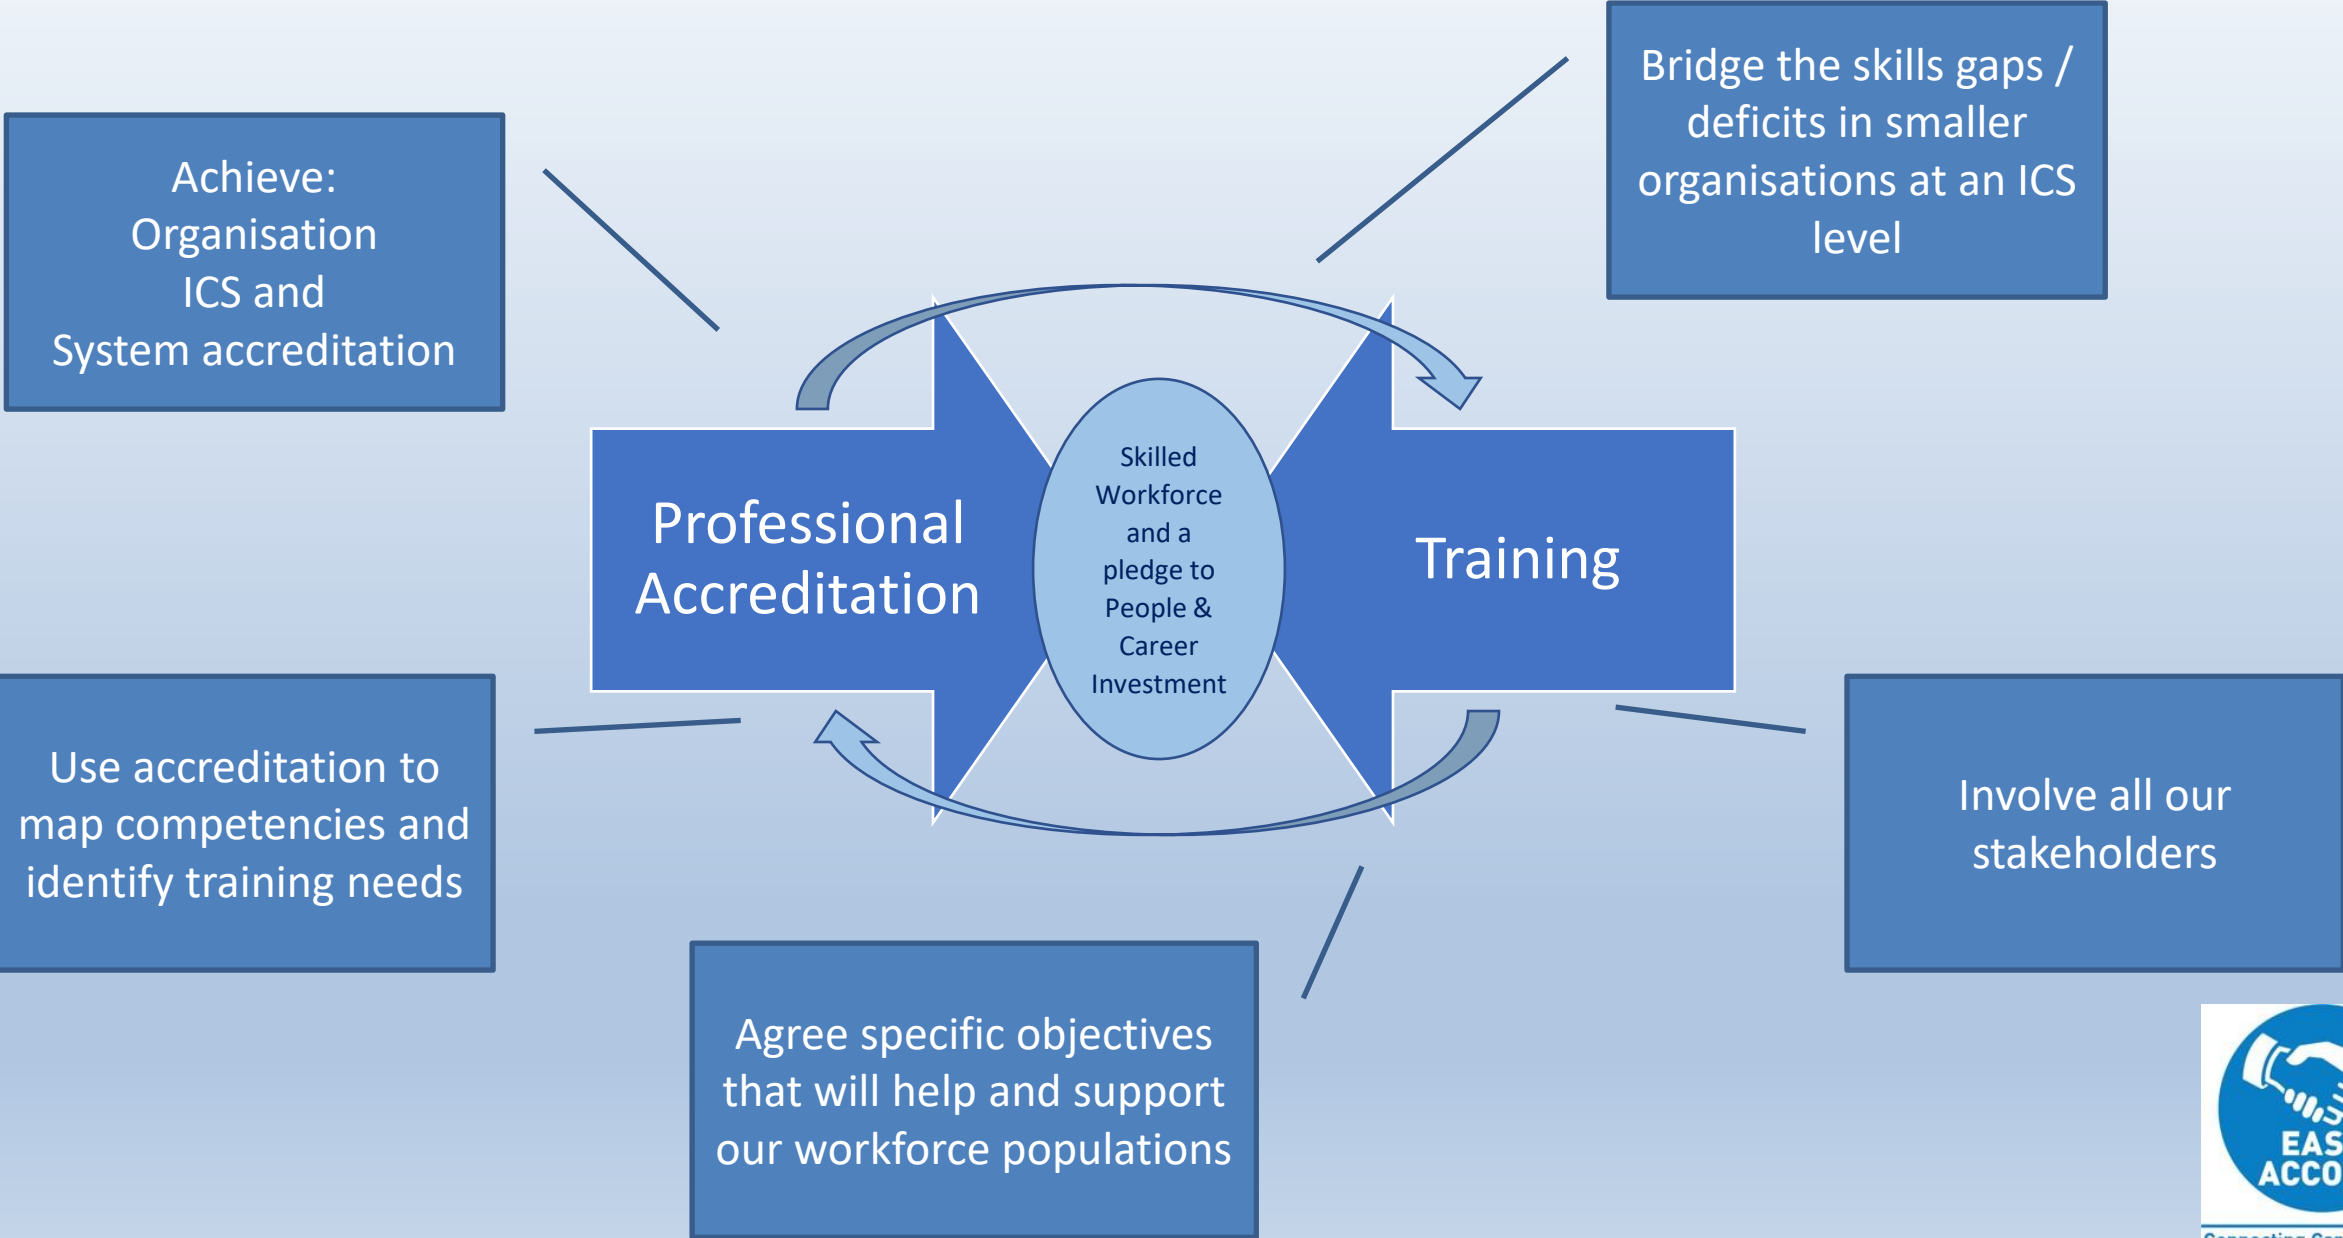 Bridge the skills gaps /
deficits in smaller
organisations at an ICS
level
Achieve:
Organisation
ICS and
System accreditation
Professional
Accreditation
Skilled
Workforce
and a
pledge to
People &
Career
Investment
Training
Use accreditation to
map competencies and
identify training needs
Involve all our
stakeholders
Agree specific objectives
that will help and support
our workforce populations